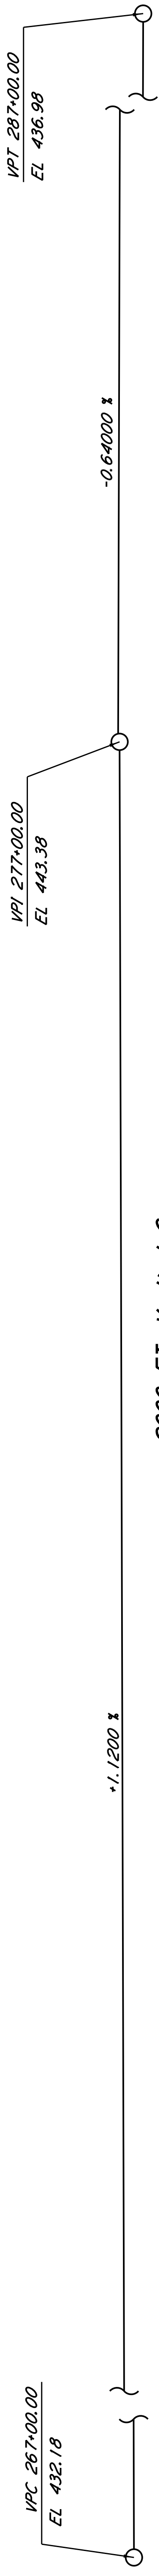 VPC 267+00.00
EL 432.18
+1.1200 %
VPI 277+00.00
EL 443.38
-0.64000 %
VPT 287+00.00
EL 436.98